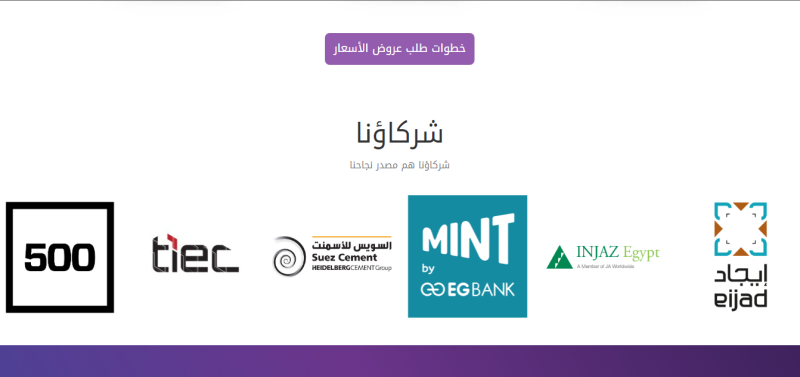 خطوات طلب عروض الأسعار
شركاؤنا
شركاؤنا هم مصدر نجاحنا
500
tiec
السويس للأسمنت
Suez Cement
HEIDELBERGCEMENT Group
MINT
by
EG BANK
INJAZ Egypt
A Member of JA Worldwide
إيجاد
eijad